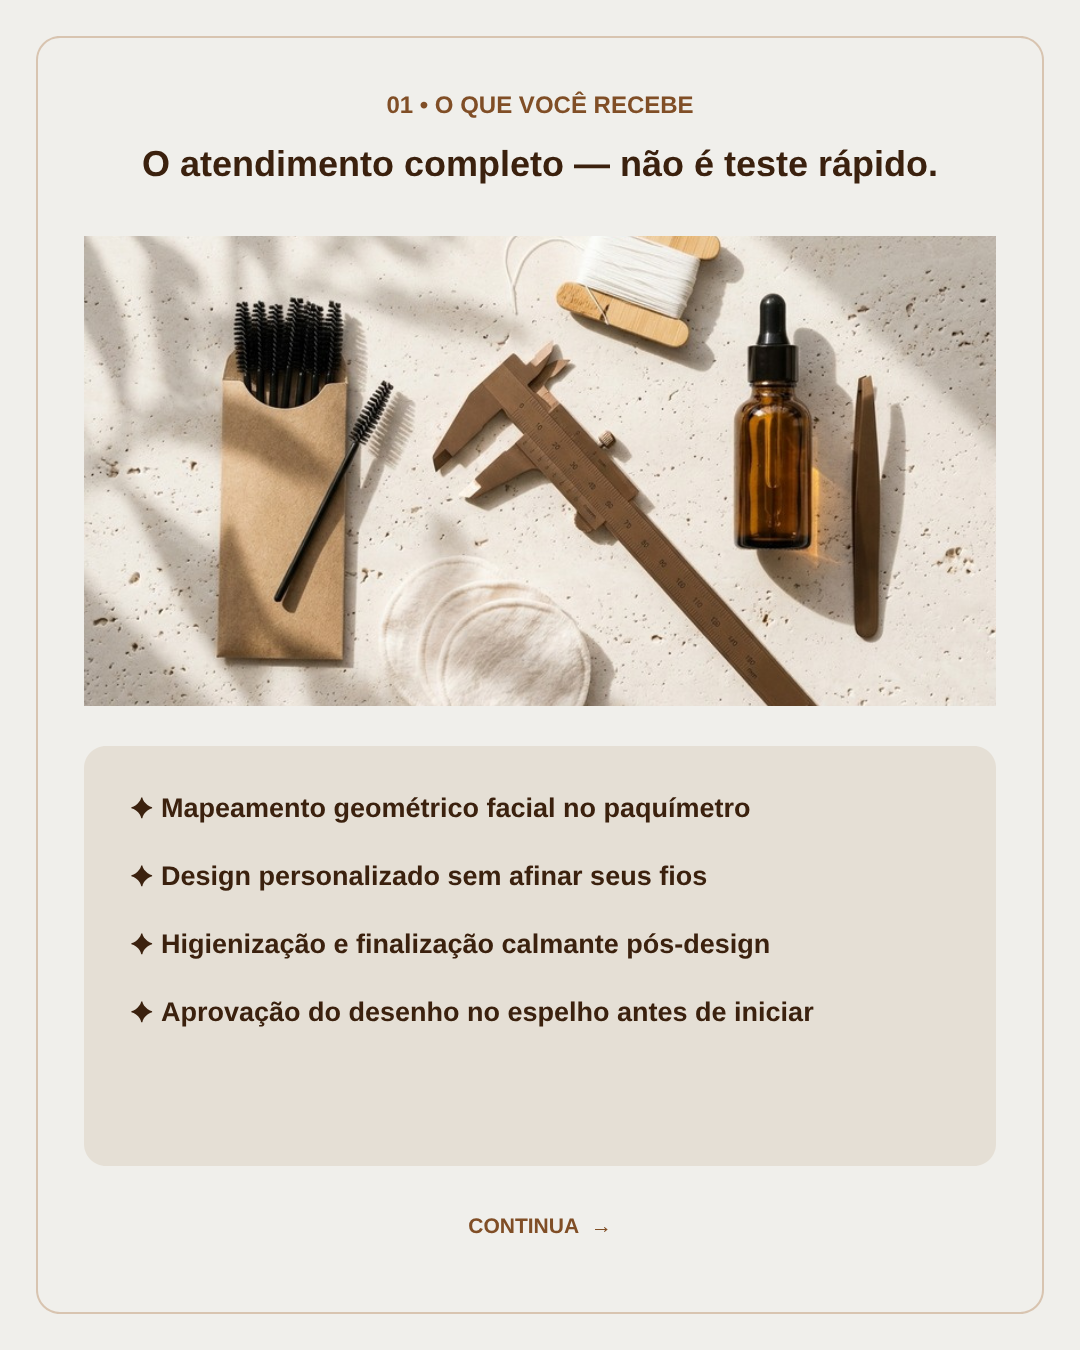 01 • O QUE VOCÊ RECEBE
O atendimento completo — não é teste rápido.
✦ Mapeamento geométrico facial no paquímetro
✦ Design personalizado sem afinar seus fios
✦ Higienização e finalização calmante pós-design
✦ Aprovação do desenho no espelho antes de iniciar
CONTINUA →